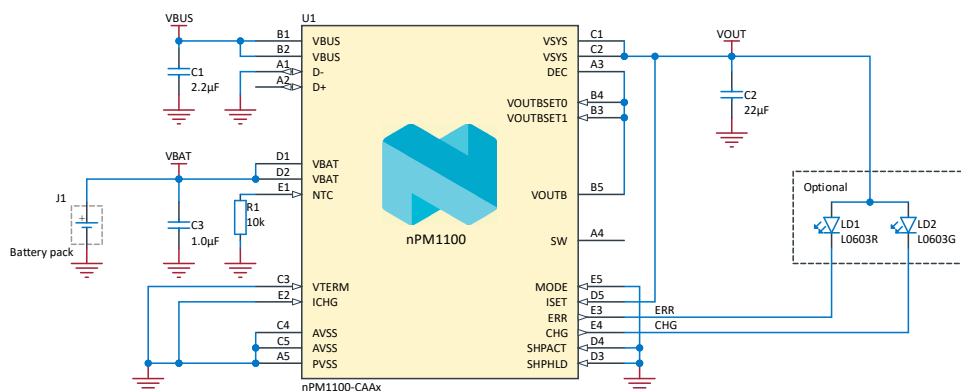 VBUS
U1
VOUT
B1 VBUS
B2 VBUS
A1 D-
A2 D+
C1
2.2µF
VSYS C1
VSYS C2
DEC A3
VOUTBSET0 B4
VOUTBSET1 B3
C2
22µF
VBAT
D1 VBAT
D2 VBAT
E1 NTC
J1
+
Battery pack
C3
1.0µF
R1
10k
nPM1100
VOUTB B5
SW A4
Optional
LD1
L0603R
LD2
L0603G
C3 VTERM
E2 ICHG
C4 AVSS
C5 AVSS
A5 PVSS
MODE E5
ISET D5
ERR E3 ERR
CHG E4 CHG
SHPACT D4
SHPHLD D3
nPM1100-CAAx